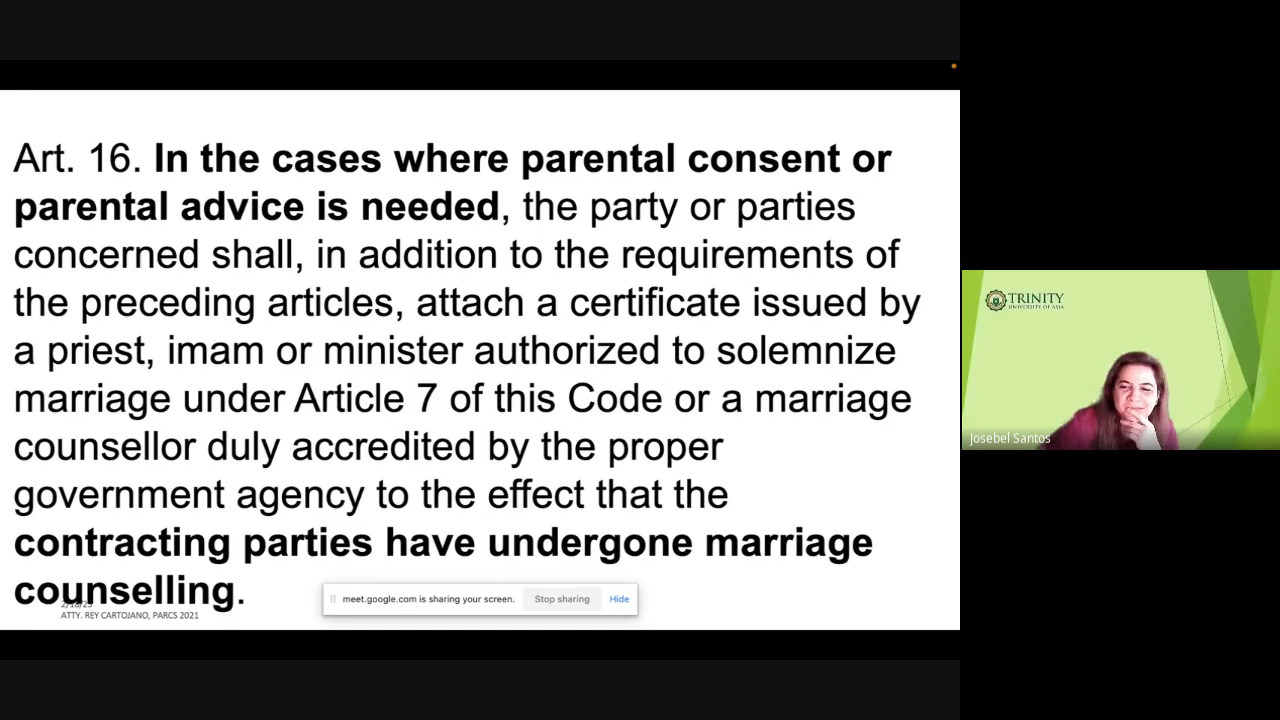 Art. 16. In the cases where parental consent or
parental advice is needed, the party or parties
concerned shall, in addition to the requirements of
the preceding articles, attach a certificate issued by
a priest, imam or minister authorized to solemnize
marriage under Article 7 of this Code or a marriage
counsellor duly accredited by the proper
government agency to the effect that the
contracting parties have undergone marriage
counselling.
ATTY. REY CARTOJANO, PARCS 2021
meet.google.com is sharing your screen. Stop sharing Hide
TRINITY
UNIVERSITY OF ASIA
Josebel Santos